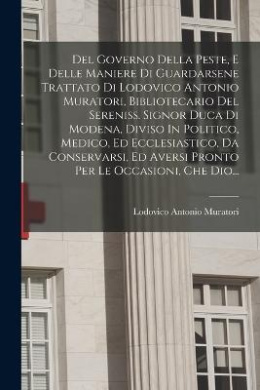 Del Governo Della Peste, E
Delle Maniere Di Guardarsene
Trattato Di Lodovico Antonio
Muratori, Bibliotecario Del
Sereniss. Signor Duca Di
Modena, Diviso In Politico,
Medico, Ed Ecclesiastico, Da
Conservarsi, Ed Aversi Pronto
Per Le Occasioni, Che Dio...
Lodovico Antonio Muratori